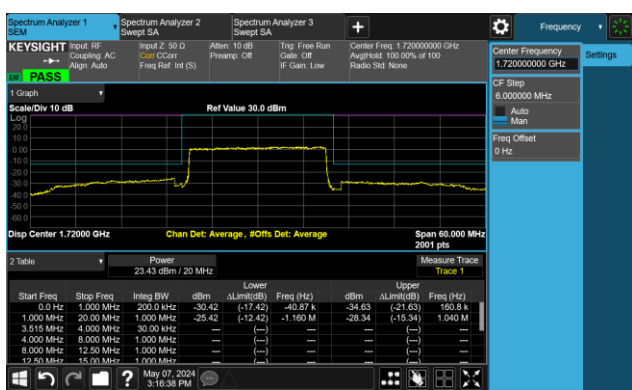 Spectrum Analyzer 1
SEM
Spectrum Analyzer 2
Swept SA
Spectrum Analyzer 3
Swept SA
+
Frequency
KEYSIGHT
Input: RF
Coupling: AC
Align: Auto
Input Z: 50 Ω
Corr CCorr
Freq Ref: Int (S)
Atten: 10 dB
Preamp: Off
Trig: Free Run
Gate: Off
IF Gain: Low
Center Freq: 1.720000000 GHz
Avg|Hold: 100.00% of 100
Radio Std: None
PASS
Center Frequency
1.720000000 GHz
Settings
CF Step
6.000000 MHz
Auto
Man
Freq Offset
0 Hz
1 Graph
Scale/Div 10 dB
Ref Value 30.0 dBm
Log
20.0
10.0
0.00
-10.0
-20.0
-30.0
-40.0
-50.0
-60.0
Disp Center 1.72000 GHz
Chan Det: Average, #Offs Det: Average
Span 60.000 MHz
2001 pts
2 Table
Power
23.43 dBm / 20 MHz
Measure Trace
Trace 1
Lower Upper
Start Freq Stop Freq Integ BW dBm ΔLimit(dB) Freq (Hz) dBm ΔLimit(dB) Freq (Hz)
0.0 Hz 1.000 MHz 200.0 kHz -30.42 (-17.42) -40.87 k -34.63 (-21.63) 160.8 k
1.000 MHz 20.00 MHz 1.000 MHz -25.42 (-12.42) -1.160 M -28.34 (-15.34) 1.040 M
3.515 MHz 4.000 MHz 30.00 kHz --- (---) --- --- (---) ---
4.000 MHz 8.000 MHz 1.000 MHz --- (---) --- --- (---) ---
8.000 MHz 12.50 MHz 1.000 MHz --- (---) --- --- (---) ---
12.50 MHz 15.00 MHz 1.000 MHz --- (---) --- --- (---) ---
?
May 07, 2024
3:16:38 PM